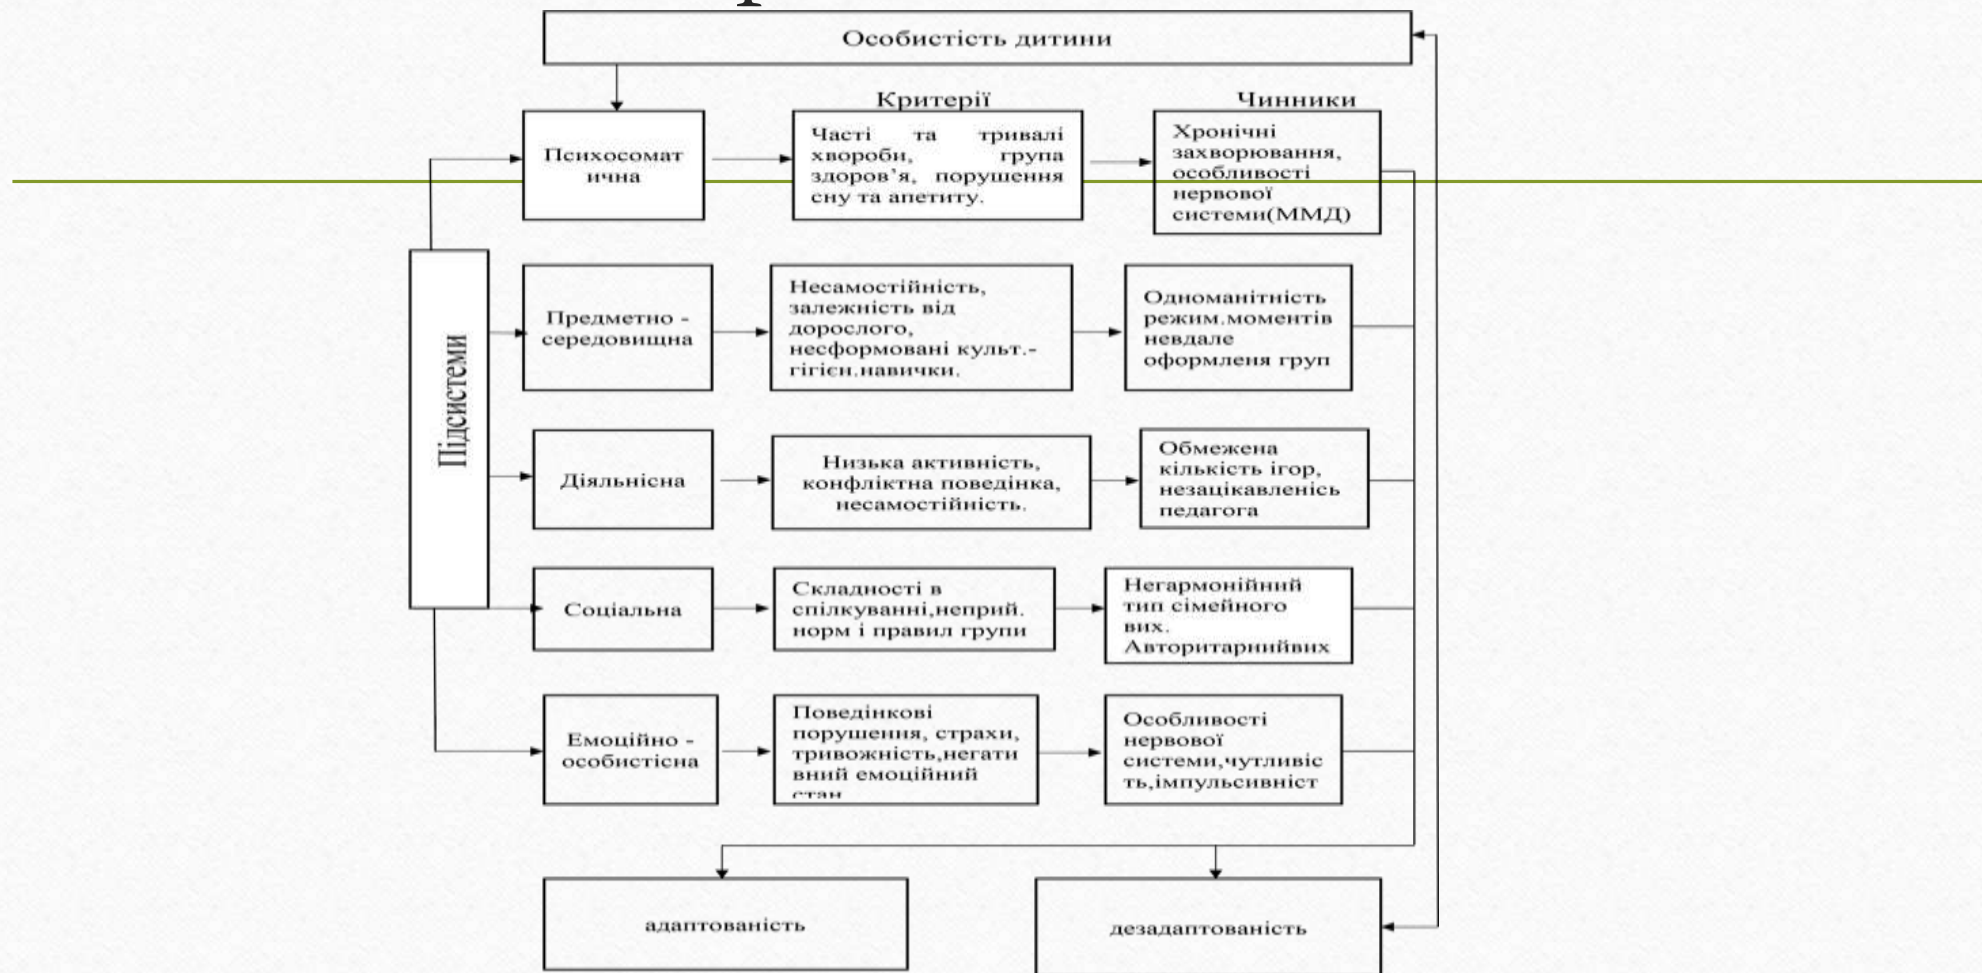 Особистість дитини
Критерії
Чинники
Психосомат
ична
Часті та тривалі
хвороби, група
здоров’я, порушення
сну та апетиту.
Хронічні
захворювання,
особливості
нервової
системи(ММД)
Підсистеми
Предметно -
середовищна
Несамостійність,
залежність від
дорослого,
несформовані культ.-
гігієн.навички.
Одноманітність
режим.моментів
невдале
оформленя груп
Діяльнісна
Низька активність,
конфліктна поведінка,
несамостійність.
Обмежена
кількість ігор,
незацікавленісь
педагога
Соціальна
Складності в
спілкуванні,неприй.
норм і правил групи
Негармонійний
тип сімейного
вих.
Авторитарнийвих
Емоційно -
особистісна
Поведінкові
порушення, страхи,
тривожність,негати
вний емоційний
стан
Особливості
нервової
системи,чутливіс
ть,імпульсивніст
адаптованість
дезадаптованість